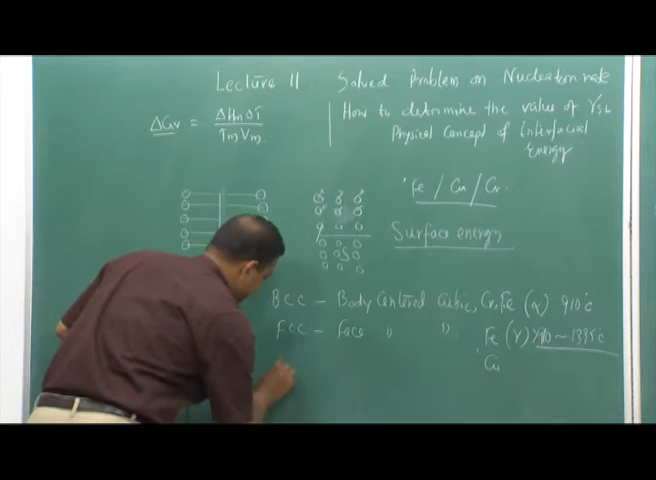 Lecture 11. Solved Problem on Nucleation rate
How to determine the value of γSL
Physical Concept of interfacial
Energy
ΔGv = ΔHm ΔT
Tm Vm.
Fe / Cu / Cr.
Surface energy
S
BCC - Body Centered Cubic, Cr, Fe (α) 910°c
FCC - Face " " Fe (γ) 910 ~ 1395°c
Cu